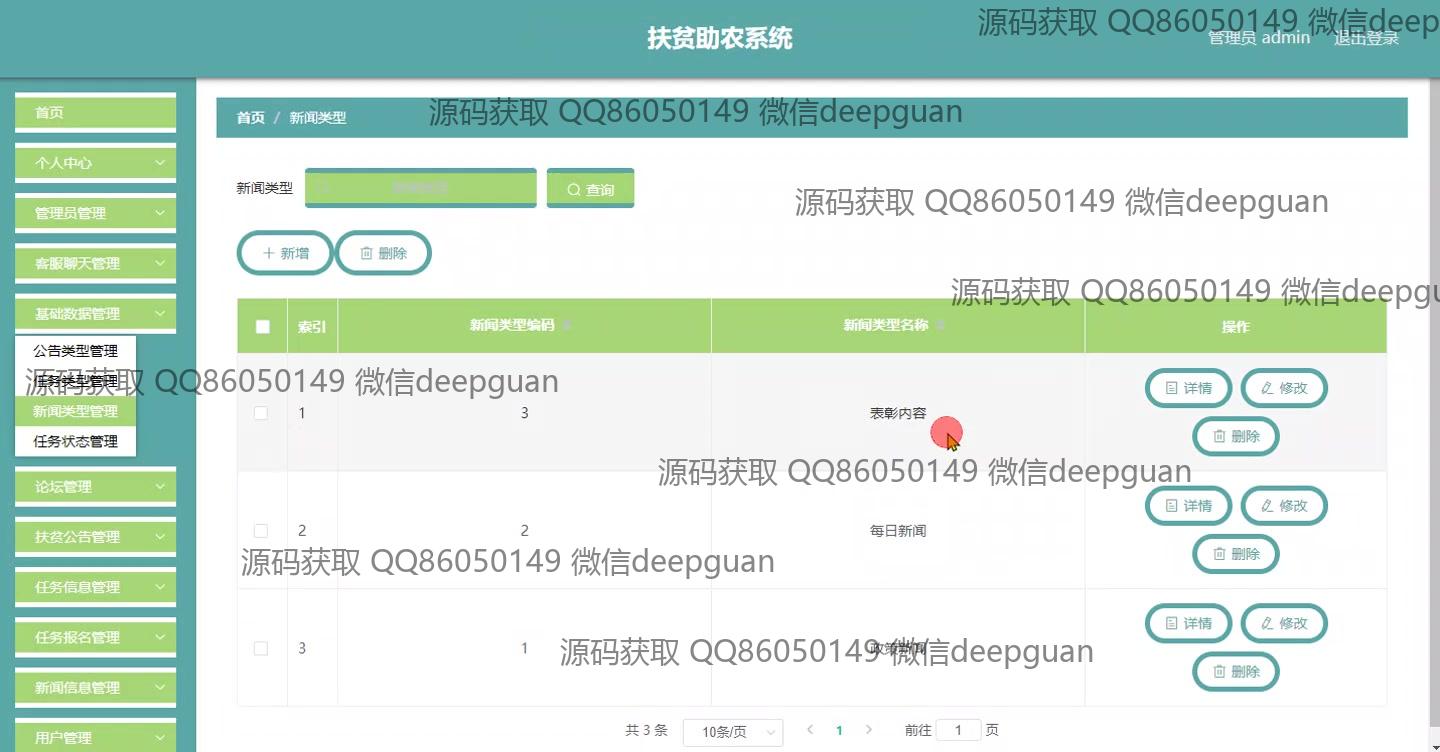 扶贫助农系统
管理员 admin 退出登录
源码获取 QQ86050149 微信deep
首页
个人中心
管理员管理
客服聊天管理
基础数据管理
公告类型管理
任务类型管理
新闻类型管理
任务状态管理
论坛管理
扶贫公告管理
任务信息管理
任务报名管理
新闻信息管理
用户管理
首页 / 新闻类型
源码获取 QQ86050149 微信deepguan
新闻类型 查询
源码获取 QQ86050149 微信deepguan
新增 删除
源码获取 QQ86050149 微信deepgu
索引 新闻类型编码 新闻类型名称 操作
源码获取 QQ86050149 微信deepguan
1 3 表彰内容 详情 修改
删除
源码获取 QQ86050149 微信deepguan
2 2 每日新闻 详情 修改
删除
源码获取 QQ86050149 微信deepguan
3 1 政策新闻 详情 修改
删除
源码获取 QQ86050149 微信deepguan
共 3 条 10条/页 1 前往 1 页